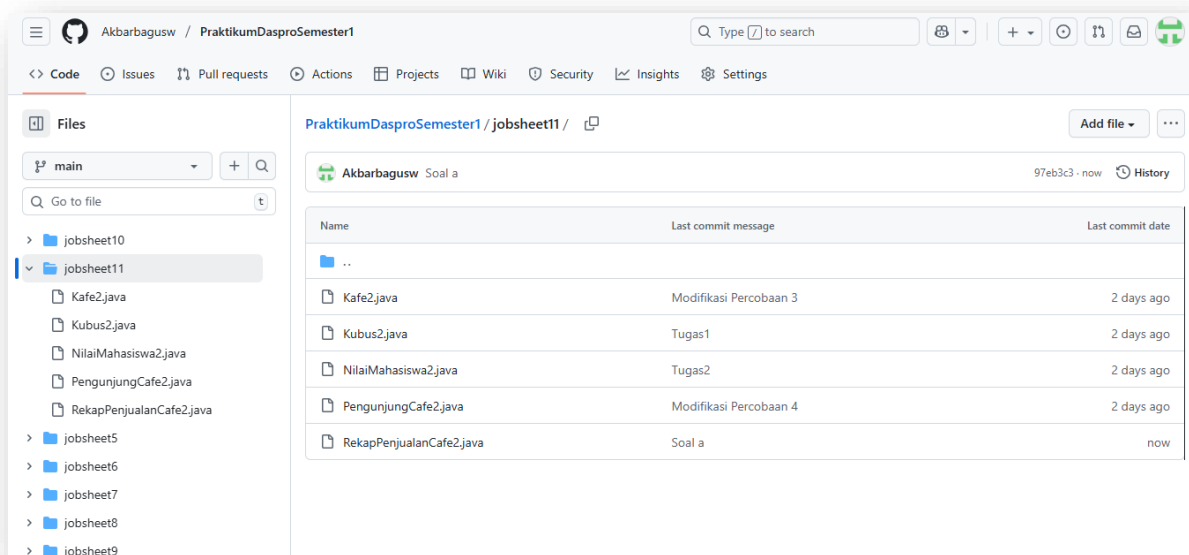 Akbarbagusw / PraktikumDasproSemester1
Type / to search
Code
Issues
Pull requests
Actions
Projects
Wiki
Security
Insights
Settings
Files
main
Go to file
t
jobsheet10
jobsheet11
Kafe2.java
Kubus2.java
NilaiMahasiswa2.java
PengunjungCafe2.java
RekapPenjualanCafe2.java
jobsheet5
jobsheet6
jobsheet7
jobsheet8
jobsheet9
PraktikumDasproSemester1 / jobsheet11 /
Add file
Akbarbagusw Soal a
97eb3c3 · now History
Name Last commit message Last commit date
..
Kafe2.java Modifikasi Percobaan 3 2 days ago
Kubus2.java Tugas1 2 days ago
NilaiMahasiswa2.java Tugas2 2 days ago
PengunjungCafe2.java Modifikasi Percobaan 4 2 days ago
RekapPenjualanCafe2.java Soal a now